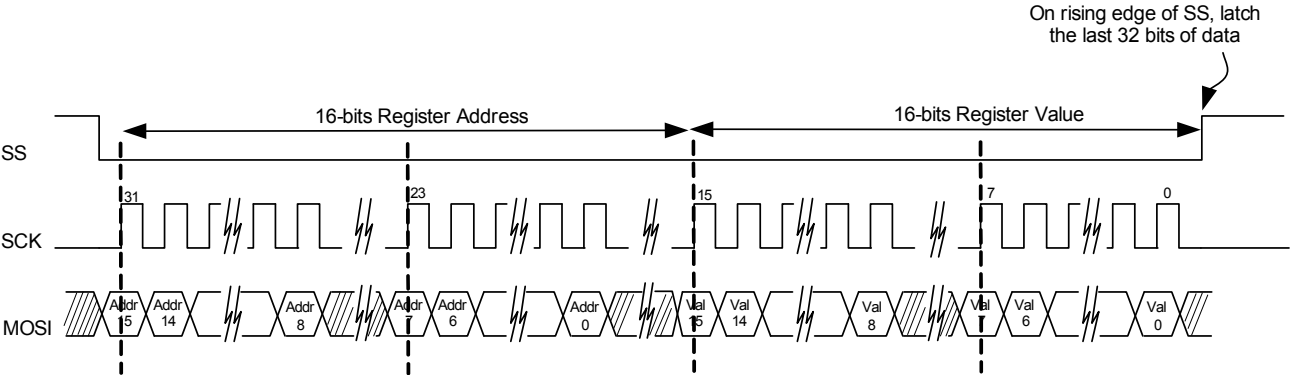 On rising edge of SS, latch
the last 32 bits of data
16-bits Register Address
16-bits Register Value
SS
31
23
15
7
0
SCK
MOSI
Addr
15
Addr
14
Addr
8
Addr
7
Addr
6
Addr
0
Val
15
Val
14
Val
8
Val
7
Val
6
Val
0